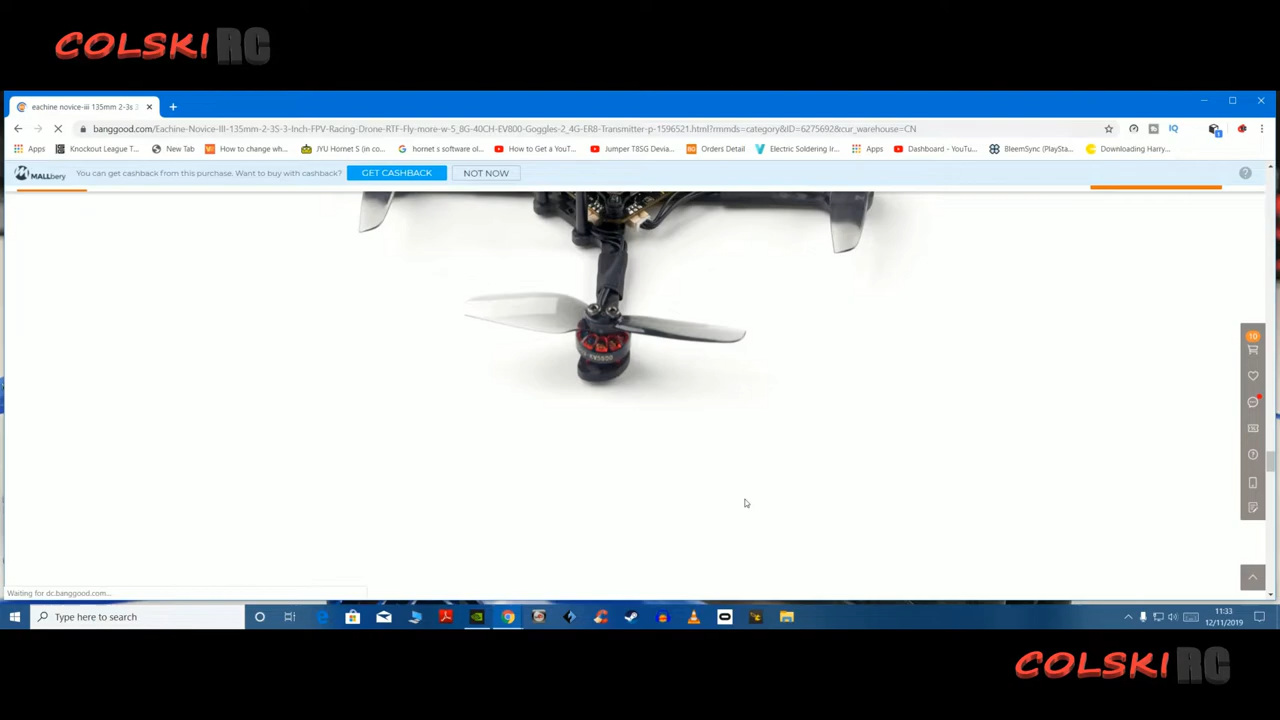 COLSKI RC
eachine novice-iii 135mm 2-3s
banggood.com/Eachine-Novice-III-135mm-2-3S-3-Inch-FPV-Racing-Drone-RTF-Fly-more-w-5_8G-40CH-EV800-Goggles-2_4G-ER8-Transmitter-p-1596521.html?rmmds=category&ID=6275692&cur_warehouse=CN
Apps Knockout League T... New Tab How to change wh... JYU Hornet S (in co... hornet s software ol... How to Get a YouT... Jumper T8SG Devia... Orders Detail Electric Soldering Ir... Apps Dashboard - YouTu... BleemSync (PlaySta... Downloading Harry...
MALLbery You can get cashback from this purchase. Want to buy with cashback? GET CASHBACK NOT NOW
10
Waiting for dc.banggood.com...
Type here to search
11:33
12/11/2019
COLSKI RC